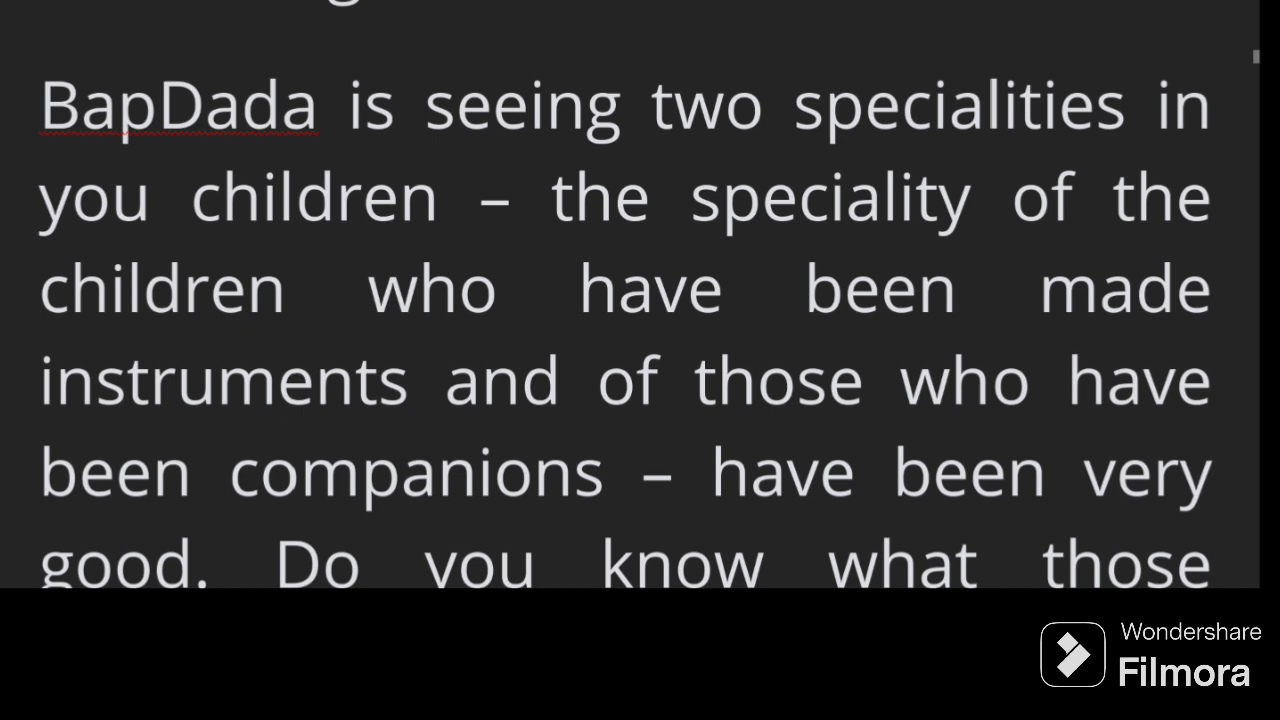 BapDada is seeing two specialities in
you children – the speciality of the
children who have been made
instruments and of those who have
been companions – have been very
good. Do you know what those
Wondershare
Filmora